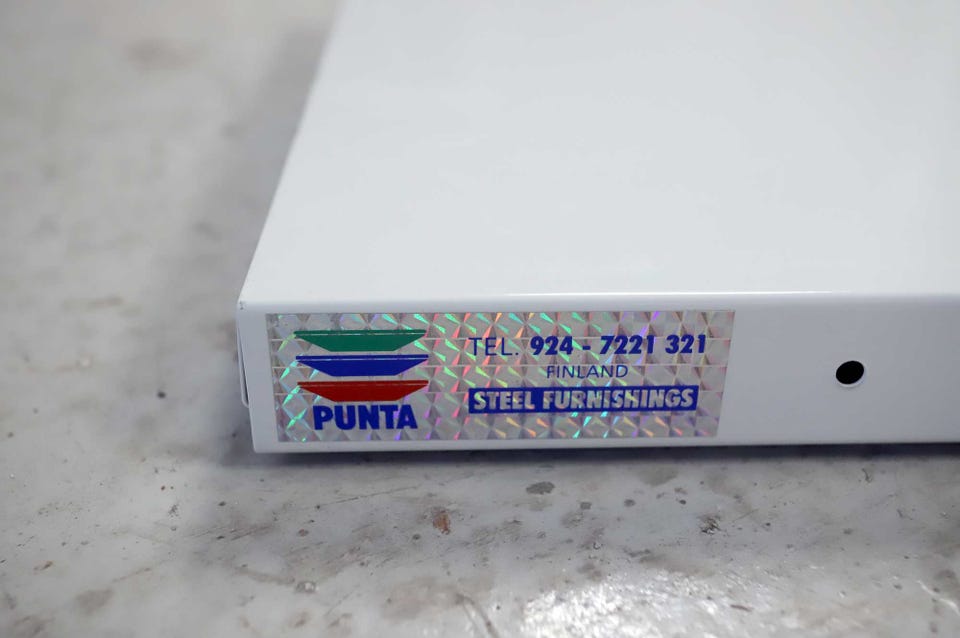 PUNTA
TEL. 924 - 7221 321
FINLAND
STEEL FURNISHINGS